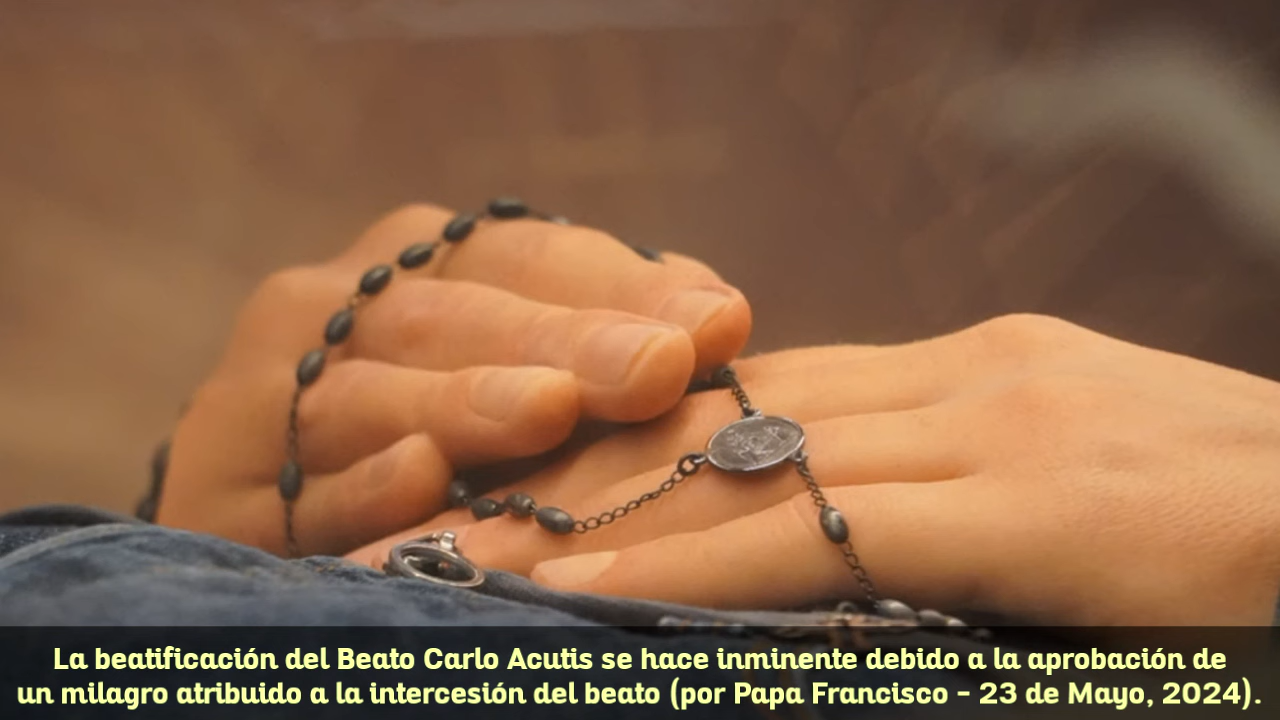 La beatificación del Beato Carlo Acutis se hace inminente debido a la aprobación de
un milagro atribuido a la intercesión del beato (por Papa Francisco - 23 de Mayo, 2024).